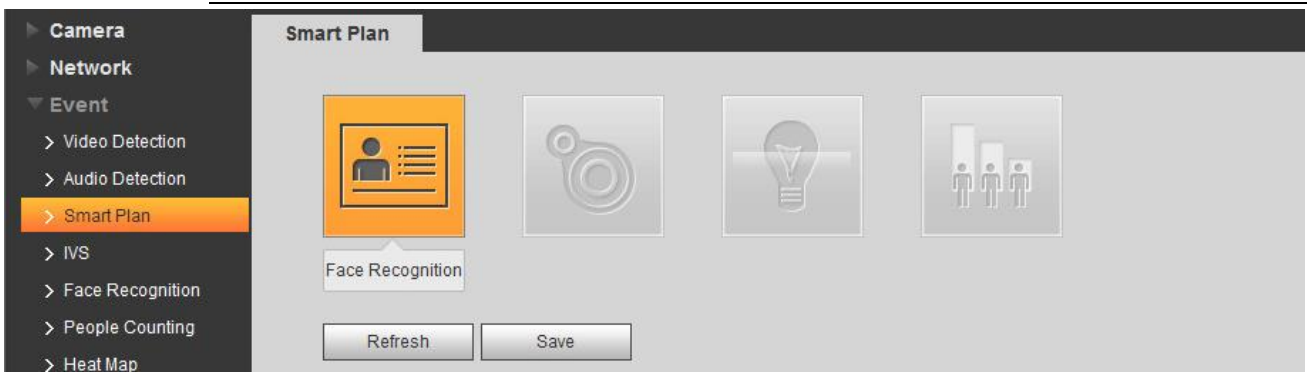 Camera
Network
Event
Video Detection
Audio Detection
Smart Plan
IVS
Face Recognition
People Counting
Heat Map
Smart Plan
Face Recognition
Refresh
Save